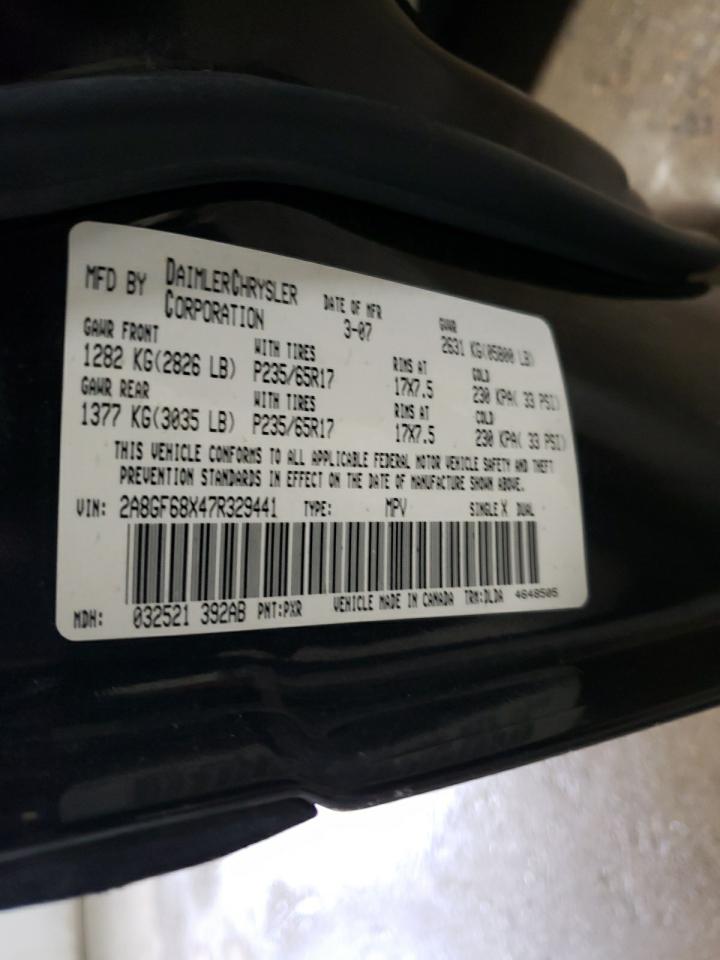 MFD BY DAIMLERCHRYSLER CORPORATION DATE OF MFR 3-07 GVWR 2631 KG(05800 LB)
GAWR FRONT WITH TIRES RIMS AT COLD
1282 KG(2826 LB) P235/65R17 17X7.5 230 KPA( 33 PSI)
GAWR REAR WITH TIRES RIMS AT COLD
1377 KG(3035 LB) P235/65R17 17X7.5 230 KPA( 33 PSI)
THIS VEHICLE CONFORMS TO ALL APPLICABLE FEDERAL MOTOR VEHICLE SAFETY AND THEFT
PREVENTION STANDARDS IN EFFECT ON THE DATE OF MANUFACTURE SHOWN ABOVE.
VIN: 2A8GF68X47R329441 TYPE: MPV SINGLE X DUAL
MDH: 032521 392AB PNT:PXR VEHICLE MADE IN CANADA TRM:DLDA 4648505